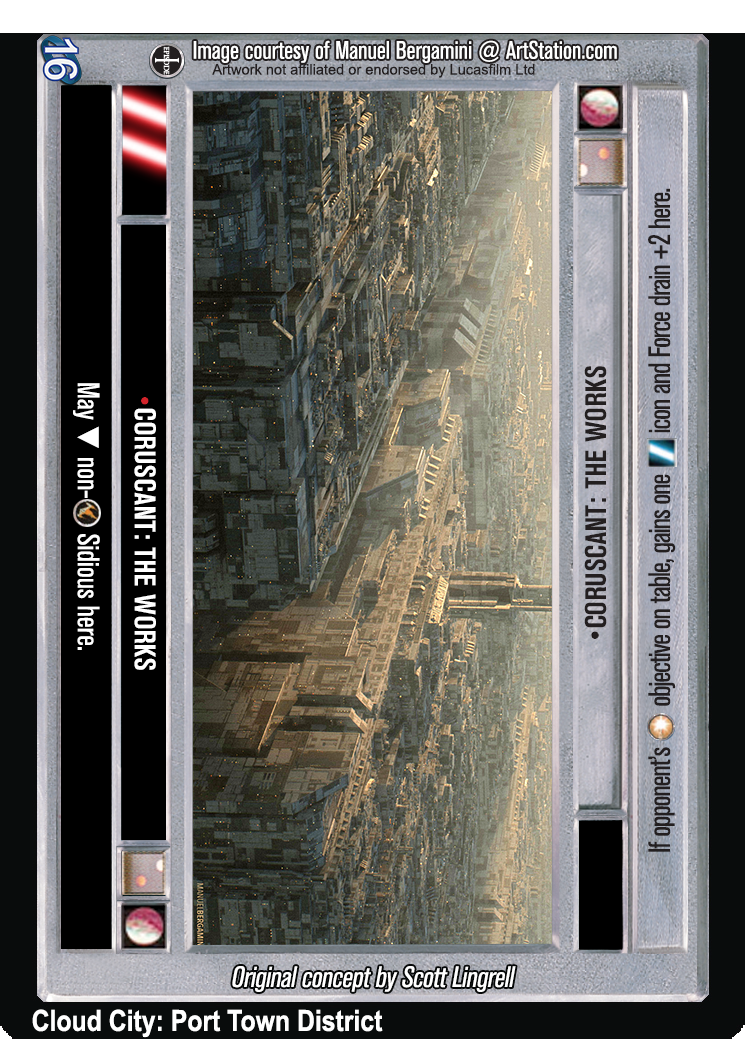 16
EPISODE I
Image courtesy of Manuel Bergamini @ ArtStation.com
Artwork not affiliated or endorsed by Lucasfilm Ltd
May non- Sidious here.
•CORUSCANT: THE WORKS
•CORUSCANT: THE WORKS
If opponent's objective on table, gains one icon and Force drain +2 here.
MANUELBERGAMIN
Original concept by Scott Lingrell
Cloud City: Port Town District